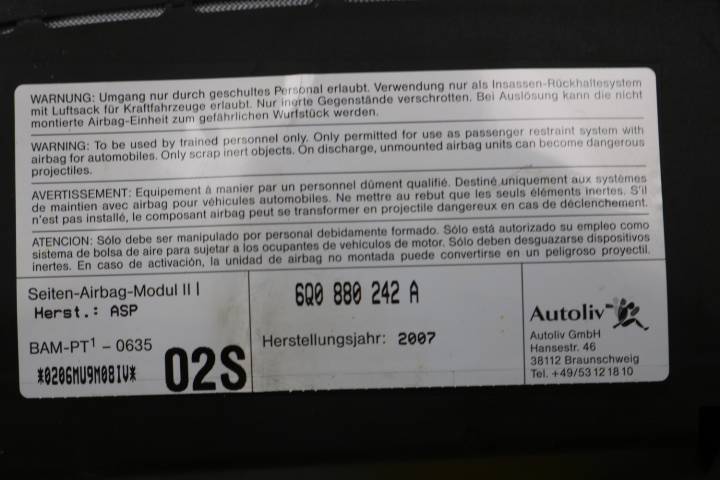 WARNUNG: Umgang nur durch geschultes Personal erlaubt. Verwendung nur als Insassen-Rückhaltesystem
mit Luftsack für Kraftfahrzeuge erlaubt. Nur inerte Gegenstände verschrotten. Bei Auslösung kann die nicht
montierte Airbag-Einheit zum gefährlichen Wurfstück werden.
WARNING: To be used by trained personnel only. Only permitted for use as passenger restraint system with
airbag for automobiles. Only scrap inert objects. On discharge, unmounted airbag units can become dangerous
projectiles.
AVERTISSEMENT: Equipement à manier par un personnel dûment qualifié. Destiné uniquement aux systèmes
de maintien avec airbag pour véhicules automobiles. Ne mettre au rebut que les seuls éléments inertes. S'il
n'est pas installé, le composant airbag peut se transformer en projectile dangereux en cas de déclenchement.
ATENCION: Sólo debe ser manipulado por personal debidamente formado. Sólo está autorizado su empleo como
sistema de bolsa de aire para sujetar a los ocupantes de vehículos de motor. Sólo deben desguazarse dispositivos
inertes. En caso de activación, la unidad de airbag no montada puede convertirse en un peligroso proyectil.
Seiten-Airbag-Modul II I
Herst.: ASP
BAM-PT1 - 0635
*0206MU9M08IV*
02S
6Q0 880 242 A
Herstellungsjahr: 2007
Autoliv
Autoliv GmbH
Hansestr. 46
38112 Braunschweig
Tel. +49/53 12 18 10